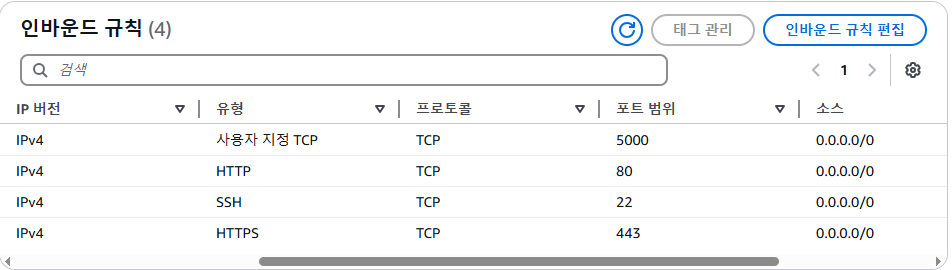 인바운드 규칙 (4)
태그 관리
인바운드 규칙 편집
검색
1
IP 버전 유형 프로토콜 포트 범위 소스
IPv4 사용자 지정 TCP TCP 5000 0.0.0.0/0
IPv4 HTTP TCP 80 0.0.0.0/0
IPv4 SSH TCP 22 0.0.0.0/0
IPv4 HTTPS TCP 443 0.0.0.0/0